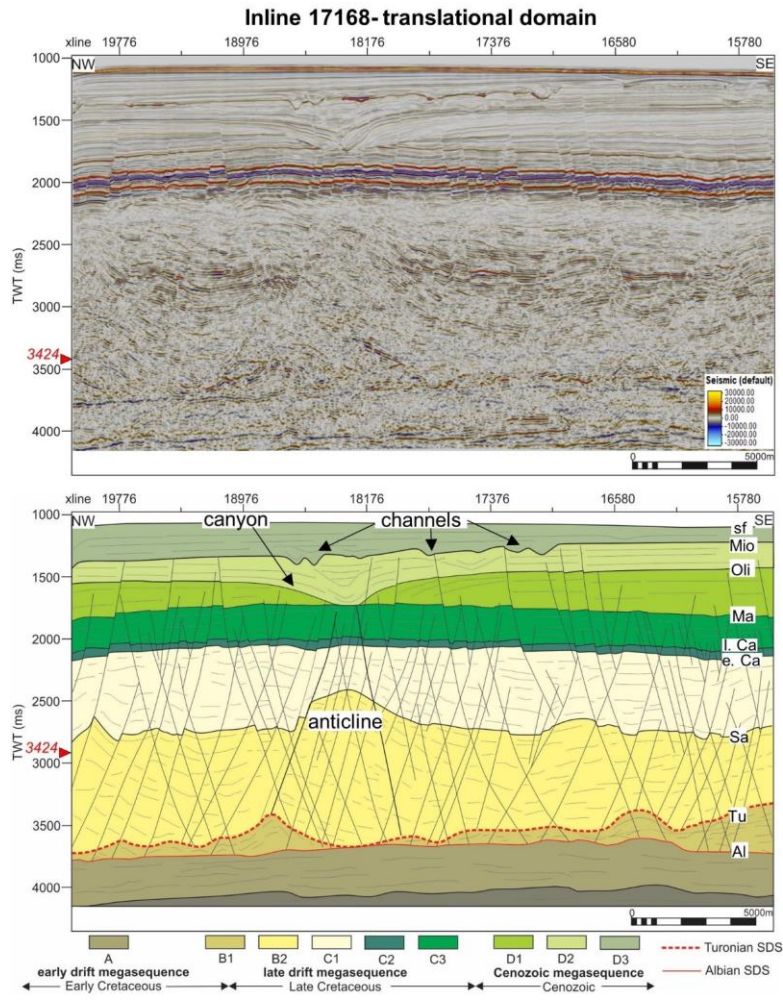 Inline 17168- translational domain
xline 19776 18976 18176 17376 16580 15780
NW SE
1000
1500
2000
2500
3000
3424
3500
4000
TWT (ms)
Seismic (default)
30000.00
20000.00
10000.00
0.00
-10000.00
-20000.00
-30000.00
0 5000m
xline 19776 18976 18176 17376 16580 15780
NW SE
1000
canyon channels
sf
Mio
1500
Oli
Ma
2000
l. Ca
e. Ca
2500
anticline
Sa
3424
3000
Tu
3500
Al
4000
TWT (ms)
0 5000m
A B1 B2 C1 C2 C3 D1 D2 D3
early drift megasequence late drift megasequence Cenozoic megasequence
Early Cretaceous Late Cretaceous Cenozoic
Turonian SDS
Albian SDS